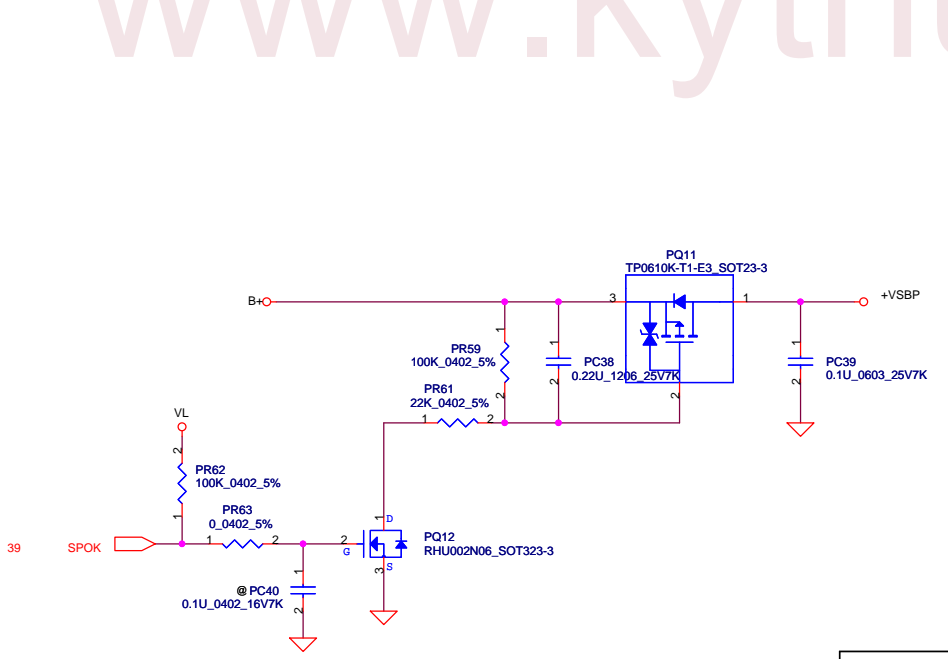 www.kyth
PQ11
TP0610K-T1-E3_SOT23-3
B+
3
1
+VSBP
1
PR59
100K_0402_5%
2
1
2
PC38
0.22U_1206_25V7K
2
1
2
PC39
0.1U_0603_25V7K
PR61
22K_0402_5%
1
2
VL
2
PR62
100K_0402_5%
1
PR63
0_0402_5%
39
SPOK
1
2
2
G
1
D
3
S
PQ12
RHU002N06_SOT323-3
1
@ PC40
0.1U_0402_16V7K
2